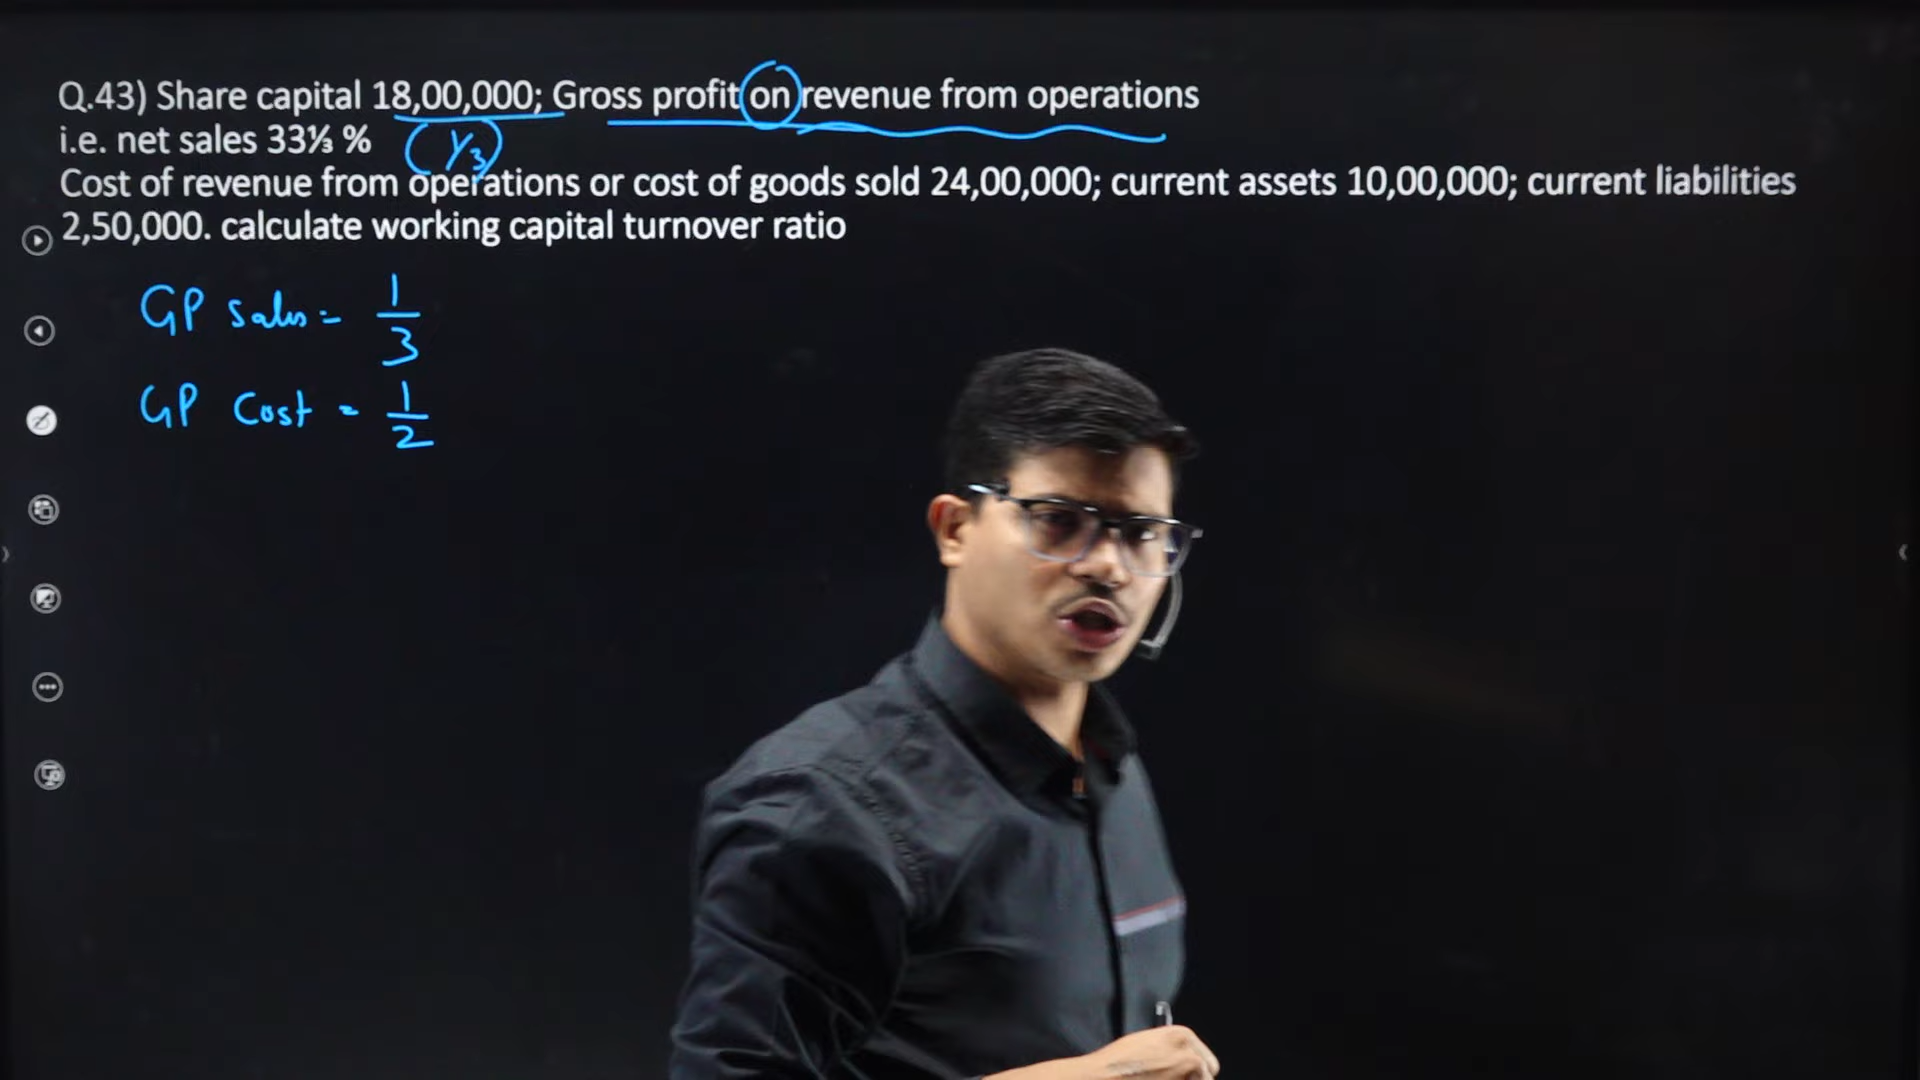 Q.43) Share capital 18,00,000; Gross profit on revenue from operations
i.e. net sales 33⅓ % (1/3)
Cost of revenue from operations or cost of goods sold 24,00,000; current assets 10,00,000; current liabilities
2,50,000. calculate working capital turnover ratio
GP Sales = 1/3
GP Cost = 1/2